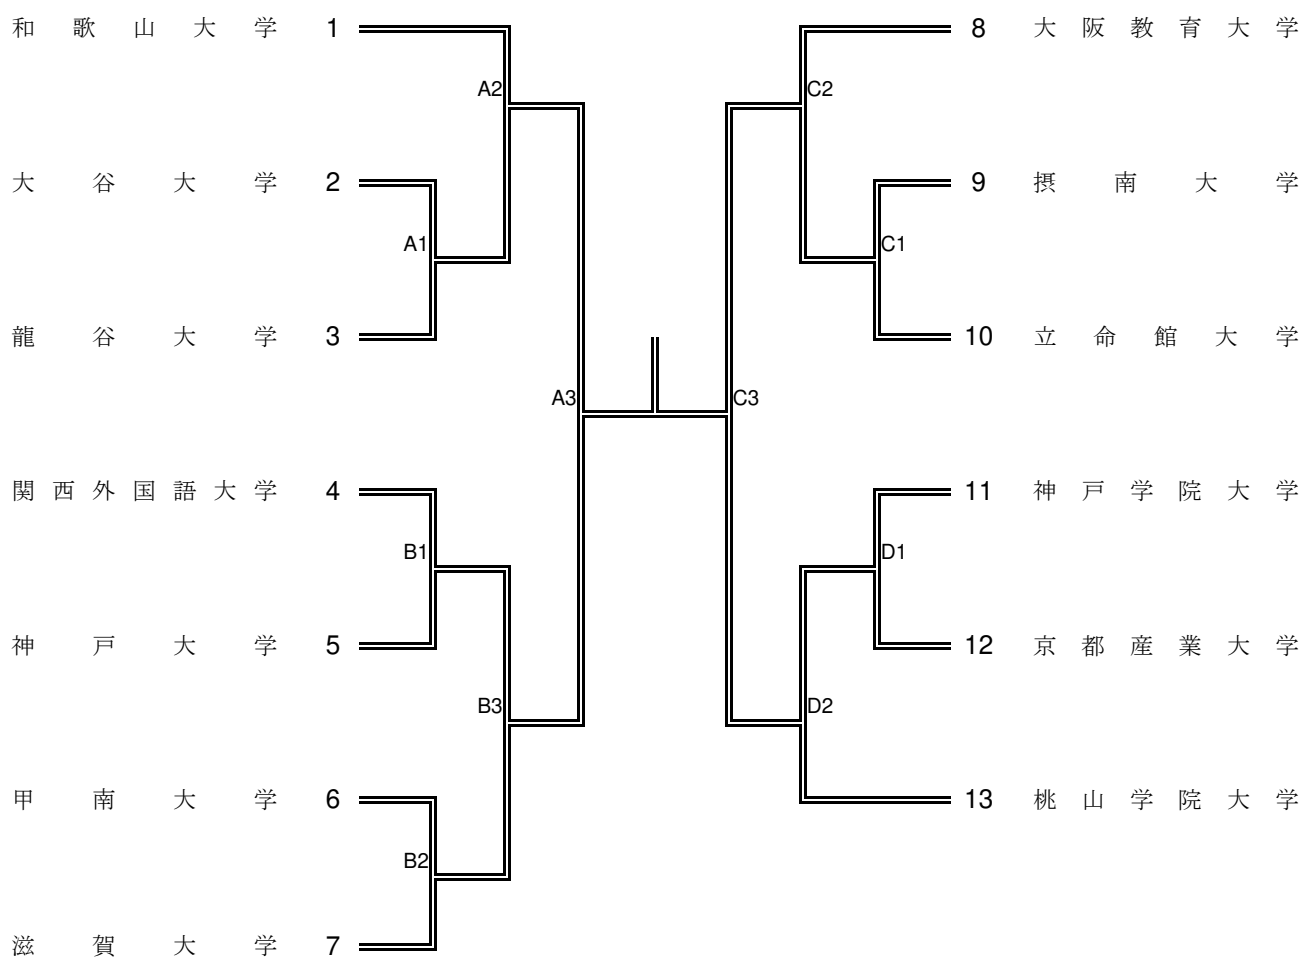 和歌山大学 1
A2
大谷大学 2
A1
龍谷大学 3
A3
関西外国語大学 4
B1
神戸大学 5
B3
甲南大学 6
B2
滋賀大学 7
8 大阪教育大学
C2
9 摂南大学
C1
10 立命館大学
C3
11 神戸学院大学
D1
12 京都産業大学
D2
13 桃山学院大学